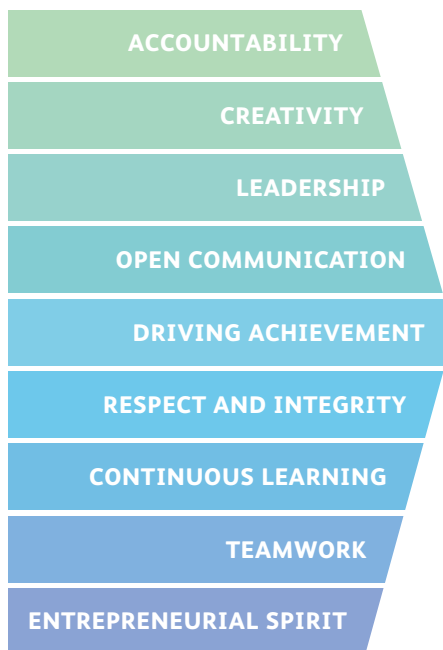 ACCOUNTABILITY
CREATIVITY
LEADERSHIP
OPEN COMMUNICATION
DRIVING ACHIEVEMENT
RESPECT AND INTEGRITY
CONTINUOUS LEARNING
TEAMWORK
ENTREPRENEURIAL SPIRIT